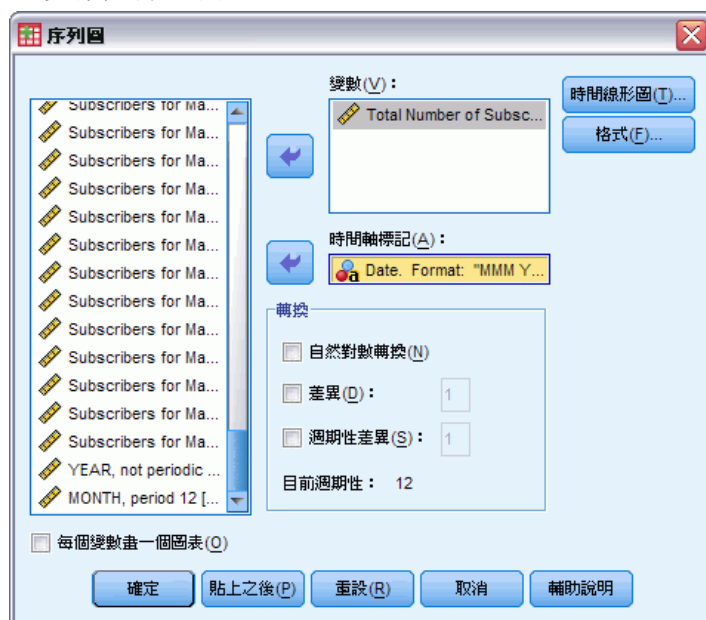 序列圖
變數(V)：
Subscribers for Ma...
Subscribers for Ma...
Subscribers for Ma...
Subscribers for Ma...
Subscribers for Ma...
Subscribers for Ma...
Subscribers for Ma...
Subscribers for Ma...
Subscribers for Ma...
Subscribers for Ma...
Subscribers for Ma...
Subscribers for Ma...
Subscribers for Ma...
YEAR, not periodic ...
MONTH, period 12 [...
Total Number of Subsc...
時間線形圖(T)...
格式(F)...
時間軸標記(A)：
Date. Format: "MMM Y...
轉換
自然對數轉換(N)
差異(D)： 1
週期性差異(S)： 1
目前週期性： 12
每個變數畫一個圖表(O)
確定 貼上之後(P) 重設(R) 取消 輔助說明